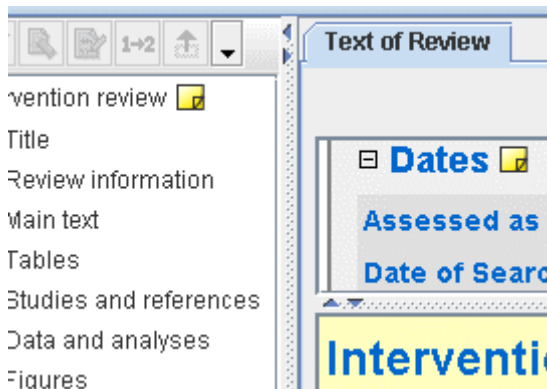 1→2
rvention review
Title
Review information
Main text
Tables
Studies and references
Data and analyses
Figures
Text of Review
Dates
Assessed as
Date of Searc
Interventi